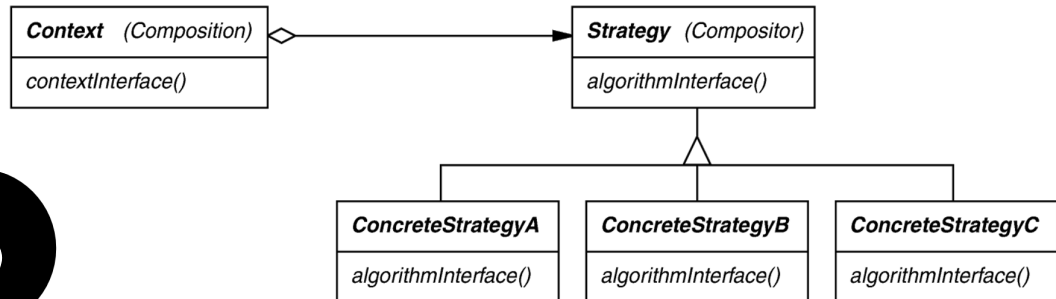 Context (Composition)
contextInterface()
Strategy (Compositor)
algorithmInterface()
ConcreteStrategyA
algorithmInterface()
ConcreteStrategyB
algorithmInterface()
ConcreteStrategyC
algorithmInterface()